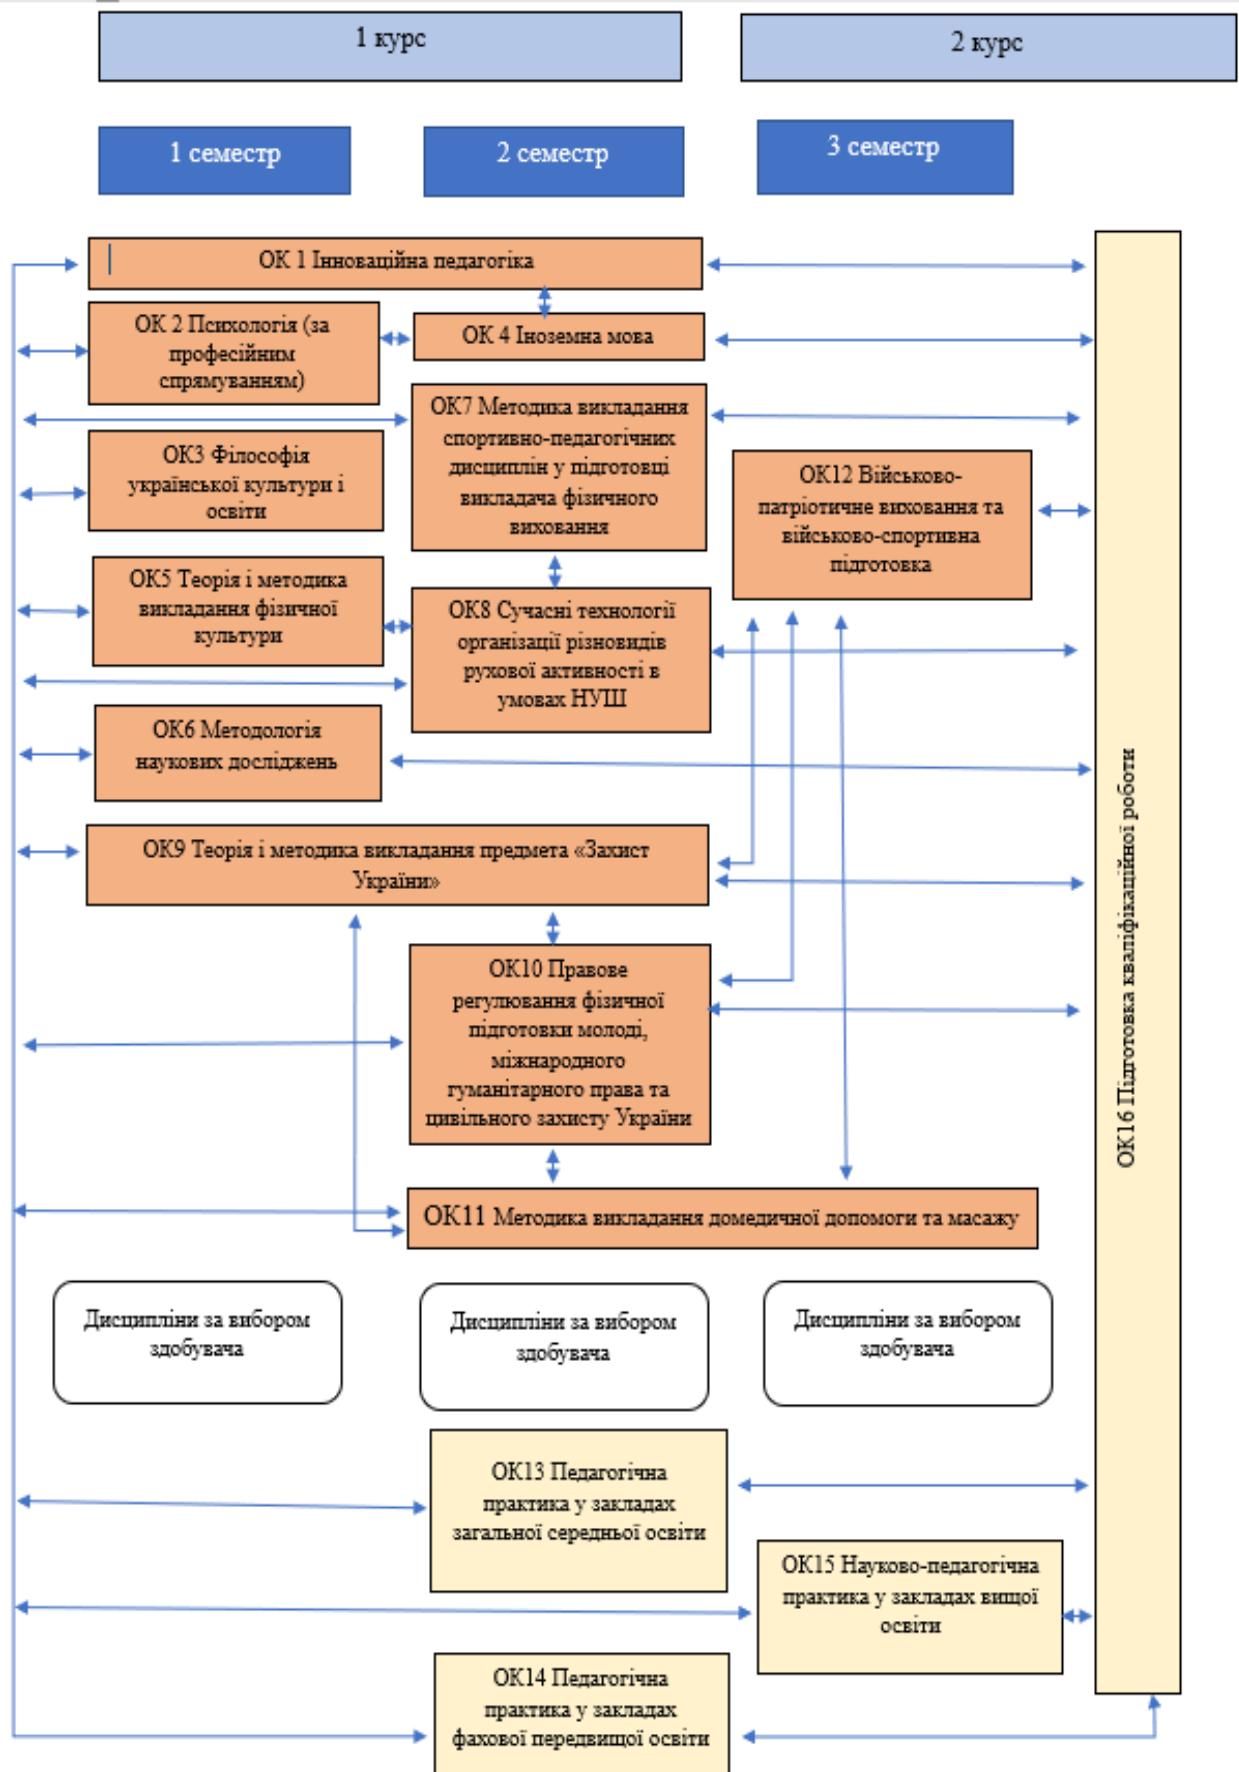 1 курс
2 курс
1 семестр
2 семестр
3 семестр
ОК 1 Інноваційна педагогіка
ОК 2 Психологія (за
професійним
спрямуванням)
ОК 4 Іноземна мова
ОК7 Методика викладання
спортивно-педагогічних
дисциплін у підготовці
викладача фізичного
виховання
ОК3 Філософія
української культури і
освіти
ОК12 Військово-
патріотичне виховання та
військово-спортивна
підготовка
ОК5 Теорія і методика
викладання фізичної
культури
ОК8 Сучасні технології
організації різновидів
рухової активності в
умовах НУШ
ОК6 Методологія
наукових досліджень
ОК9 Теорія і методика викладання предмета «Захист
України»
ОК10 Правове
регулювання фізичної
підготовки молоді,
міжнародного
гуманітарного права та
цивільного захисту України
ОК11 Методика викладання домедичної допомоги та масажу
ОК16 Підготовка кваліфікаційної роботи
Дисципліни за вибором
здобувача
Дисципліни за вибором
здобувача
Дисципліни за вибором
здобувача
ОК13 Педагогічна
практика у закладах
загальної середньої освіти
ОК15 Науково-педагогічна
практика у закладах вищої
освіти
ОК14 Педагогічна
практика у закладах
фахової передвищої освіти